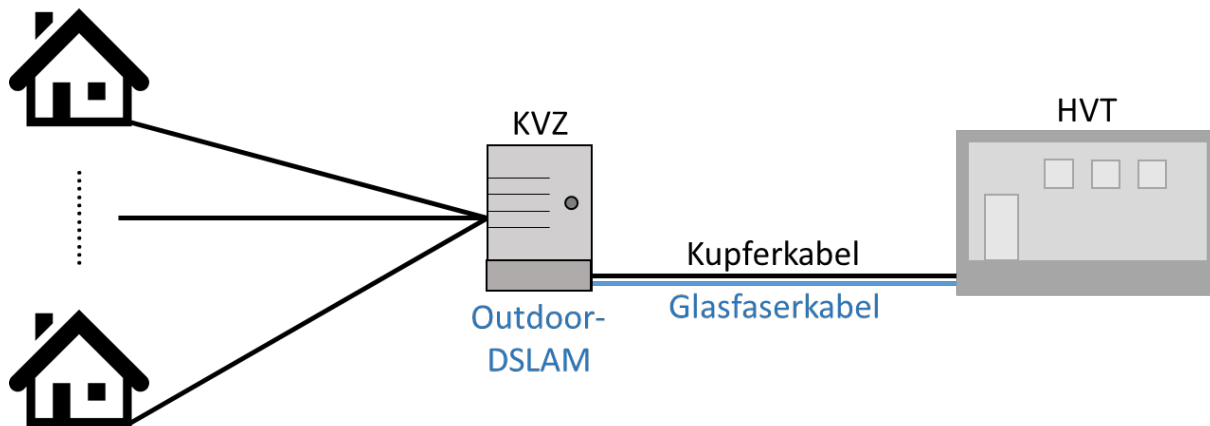 KVZ
HVT
Kupferkabel
Glasfaserkabel
Outdoor-
DSLAM